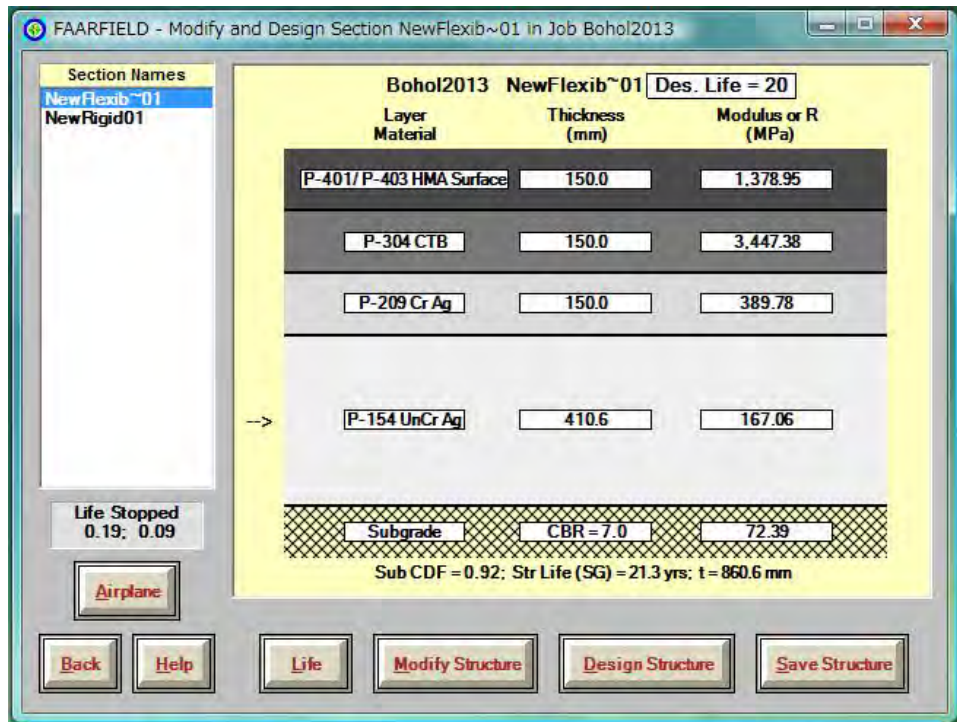 FAARFIELD - Modify and Design Section NewFlexib~01 in Job Bohol2013
Section Names
NewFlexib~01
NewRigid01
Bohol2013 NewFlexib~01 Des. Life = 20
Layer Material Thickness (mm) Modulus or R (MPa)
P-401/ P-403 HMA Surface 150.0 1,378.95
P-304 CTB 150.0 3,447.38
P-209 Cr Ag 150.0 389.78
--> P-154 UnCr Ag 410.6 167.06
Subgrade CBR = 7.0 72.39
Sub CDF = 0.92; Str Life (SG) = 21.3 yrs; t = 860.6 mm
Life Stopped
0.19; 0.09
Airplane
Back Help Life Modify Structure Design Structure Save Structure